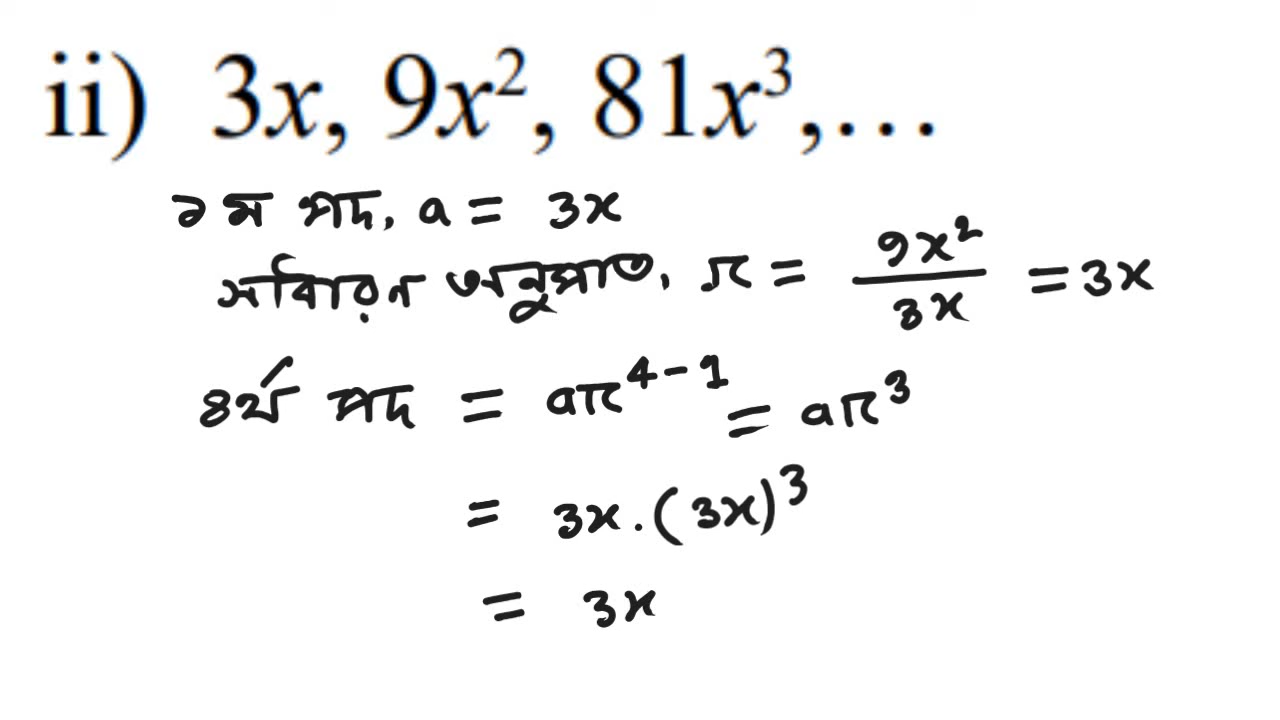 ii) 3x, 9x², 81x³,...
১ম পদ, a = 3x
সাধারণ অনুপাত, r = 9x²/3x = 3x
৪র্থ পদ = ar⁴⁻¹ = ar³
= 3x.(3x)³
= 3x